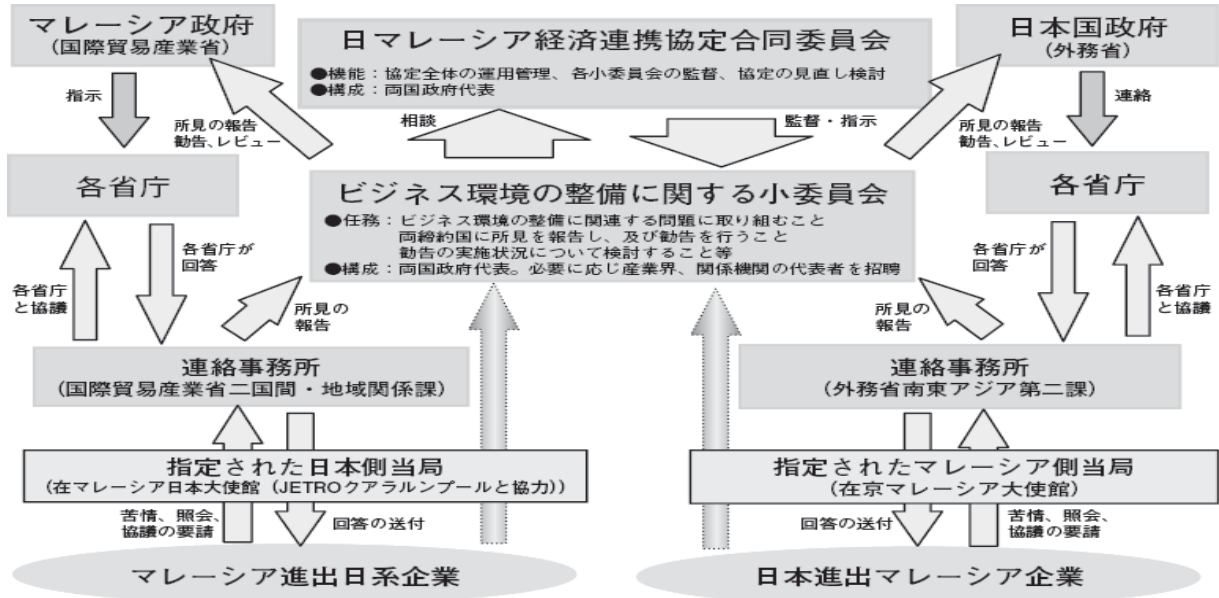 マレーシア政府
(国際貿易産業省)
日マレーシア経済連携協定合同委員会
●機能：協定全体の運用管理、各小委員会の監督、協定の見直し検討
●構成：両国政府代表
日本国政府
(外務省)
指示
所見の報告
勧告、レビュー
相談
監督・指示
所見の報告
勧告、レビュー
連絡
各省庁
ビジネス環境の整備に関する小委員会
●任務：ビジネス環境の整備に関連する問題に取り組むこと
両締約国に所見を報告し、及び勧告を行うこと
勧告の実施状況について検討すること等
●構成：両国政府代表。必要に応じ産業界、関係機関の代表者を招聘
各省庁
各省庁
と協議
各省庁が
回答
所見の
報告
所見の
報告
各省庁が
回答
各省庁
と協議
連絡事務所
(国際貿易産業省二国間・地域関係課)
連絡事務所
(外務省南東アジア第二課)
指定された日本側当局
(在マレーシア日本大使館（JETROクアラルンプールと協力）)
指定されたマレーシア側当局
(在京マレーシア大使館)
苦情、照会、
協議の要請
回答の送付
回答の送付
苦情、照会、
協議の要請
マレーシア進出日系企業
日本進出マレーシア企業